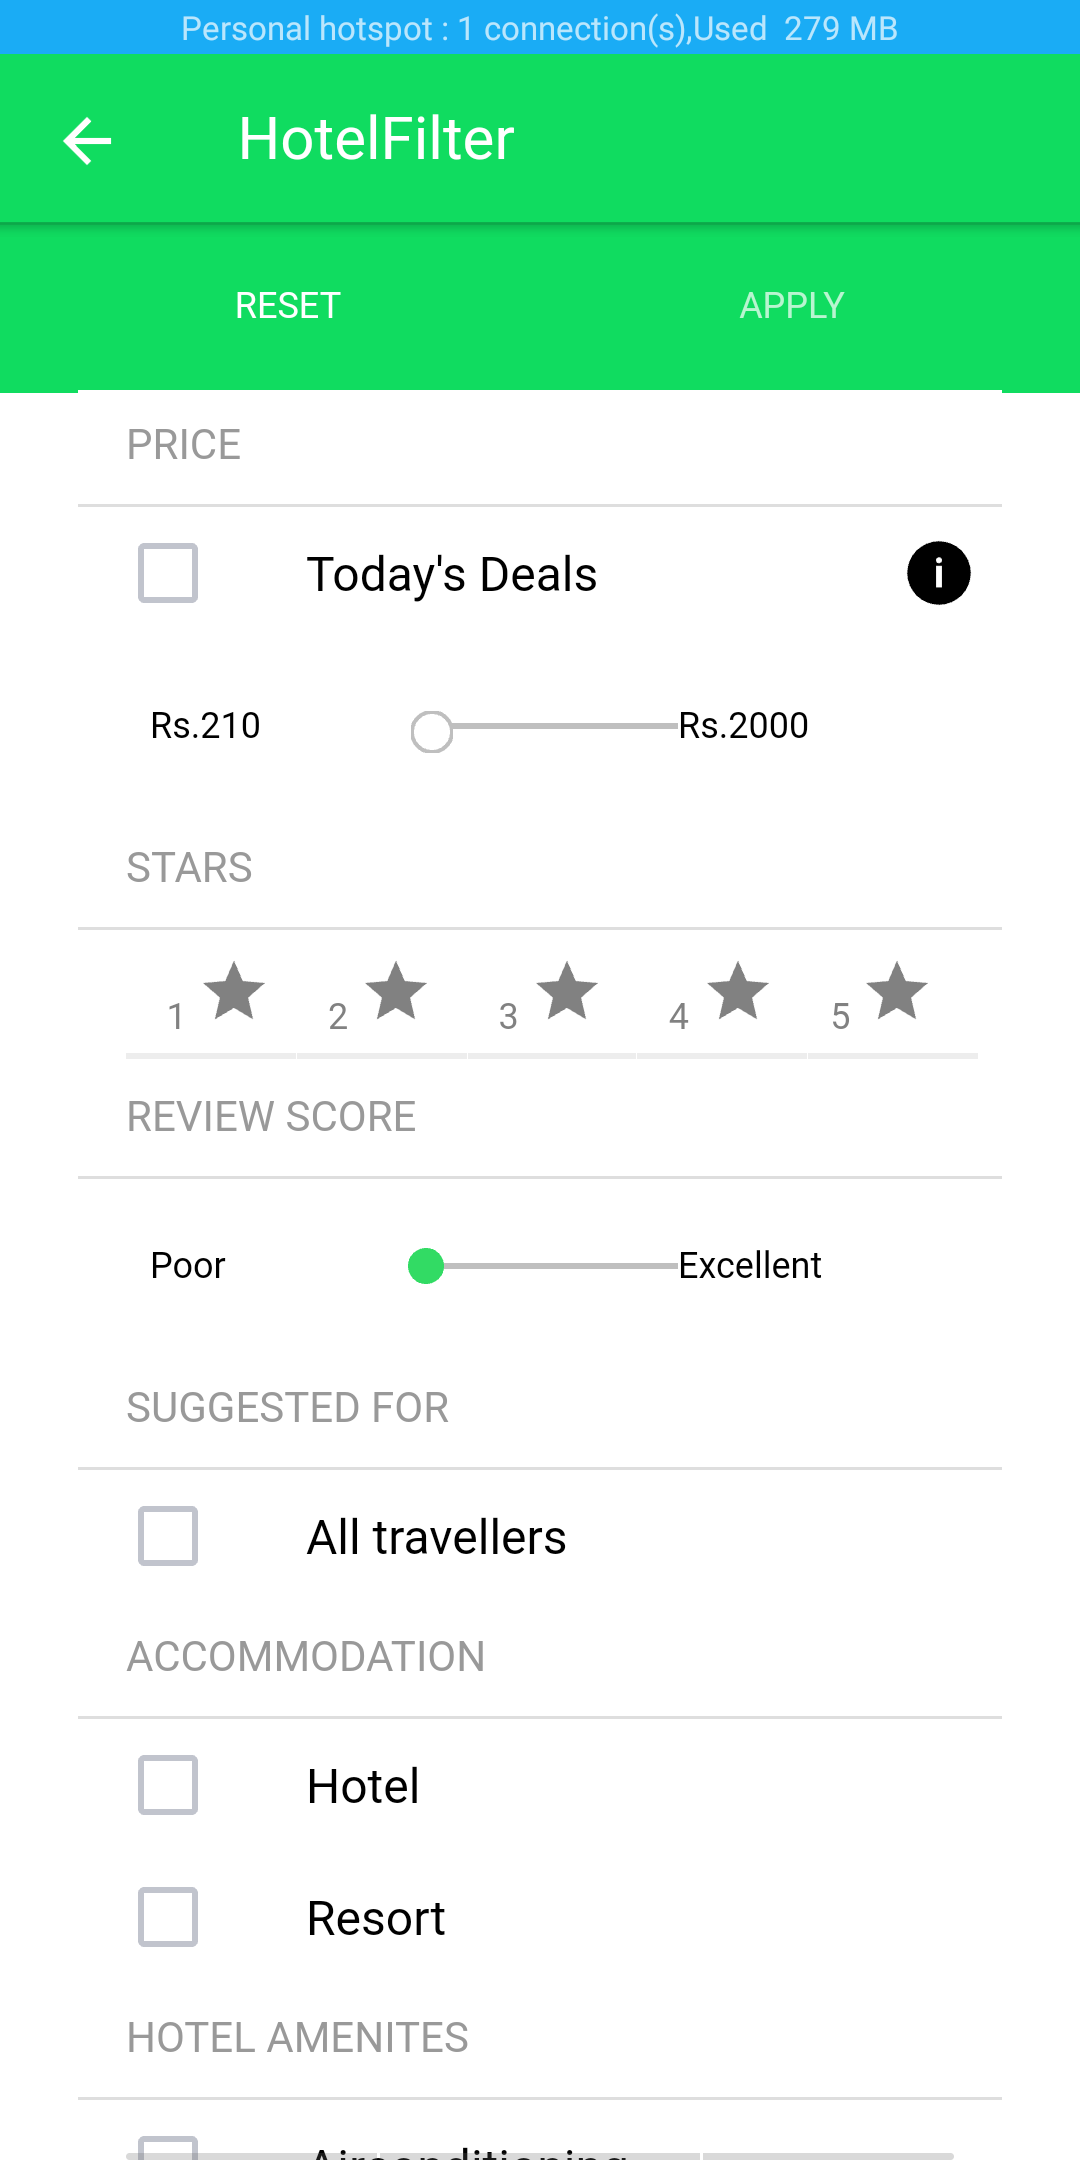 Personal hotspot : 1 connection(s),Used 279 MB
HotelFilter
RESET APPLY
PRICE
Today's Deals
Rs.210 Rs.2000
STARS
1 2 3 4 5
REVIEW SCORE
Poor Excellent
SUGGESTED FOR
All travellers
ACCOMMODATION
Hotel
Resort
HOTEL AMENITES
Airconditioning